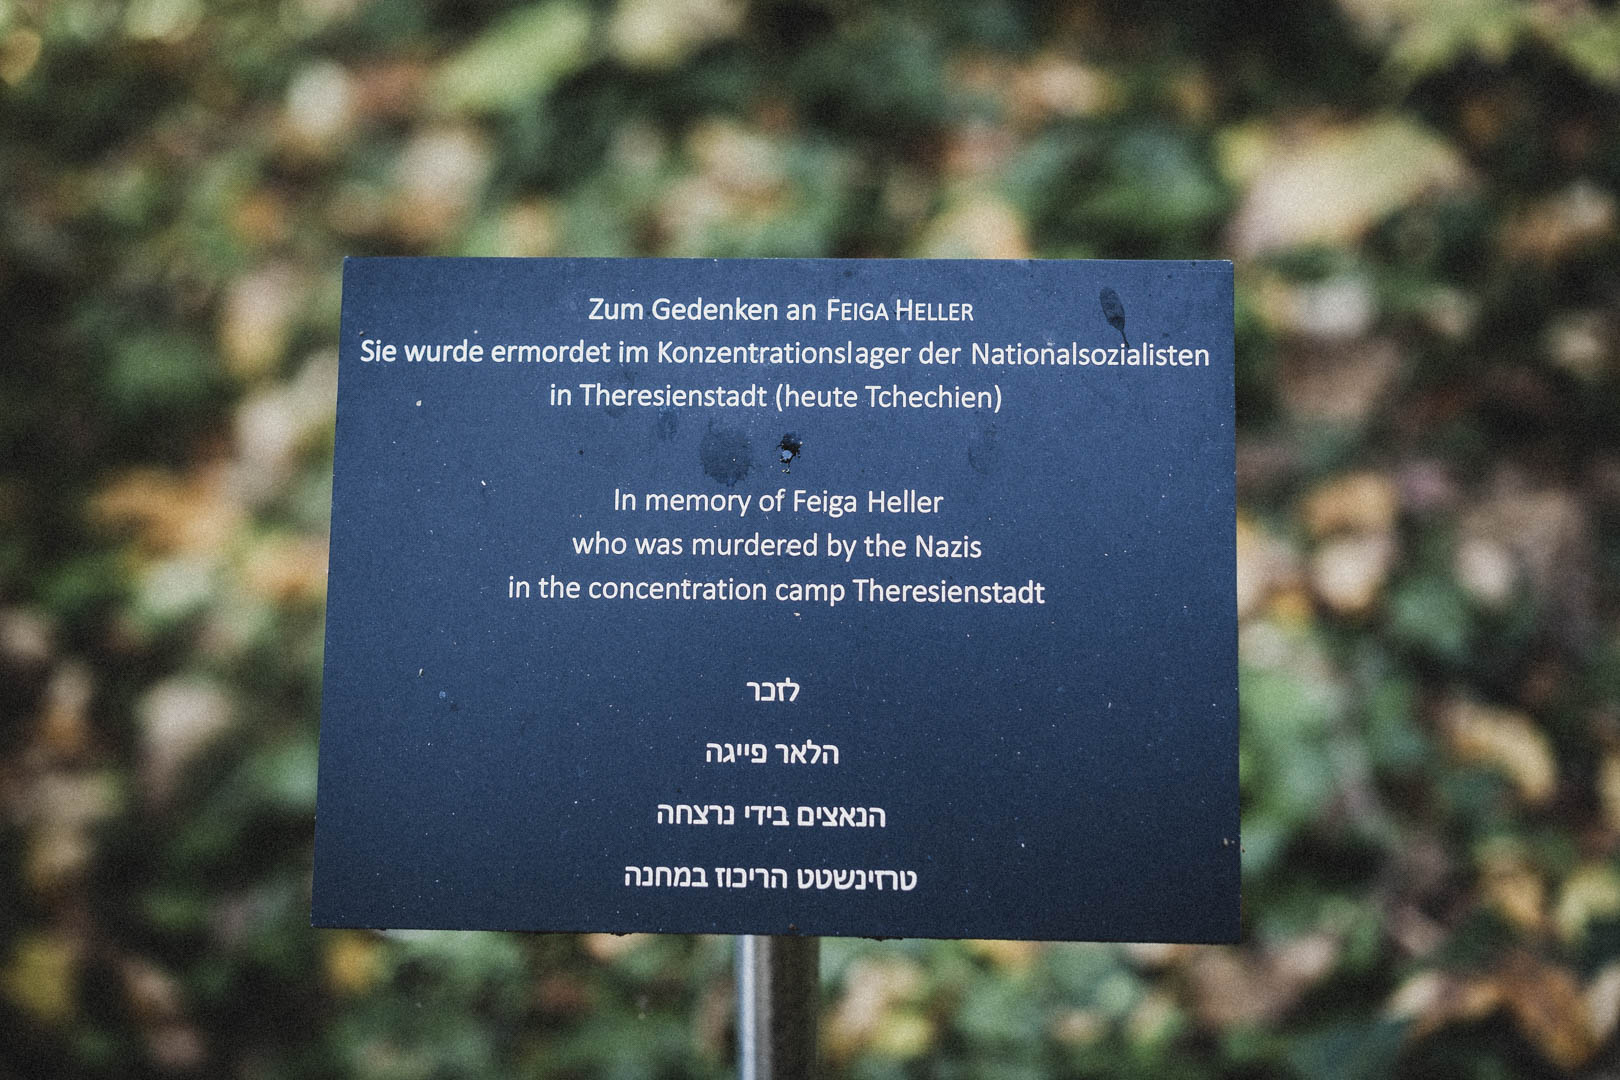 Zum Gedenken an FEIGA HELLER
Sie wurde ermordet im Konzentrationslager der Nationalsozialisten
in Theresienstadt (heute Tchechien)
In memory of Feiga Heller
who was murdered by the Nazis
in the concentration camp Theresienstadt
לזכר
הלאר פייגה
הנאצים בידי נרצחה
טרזינשטט הריכוז במחנה